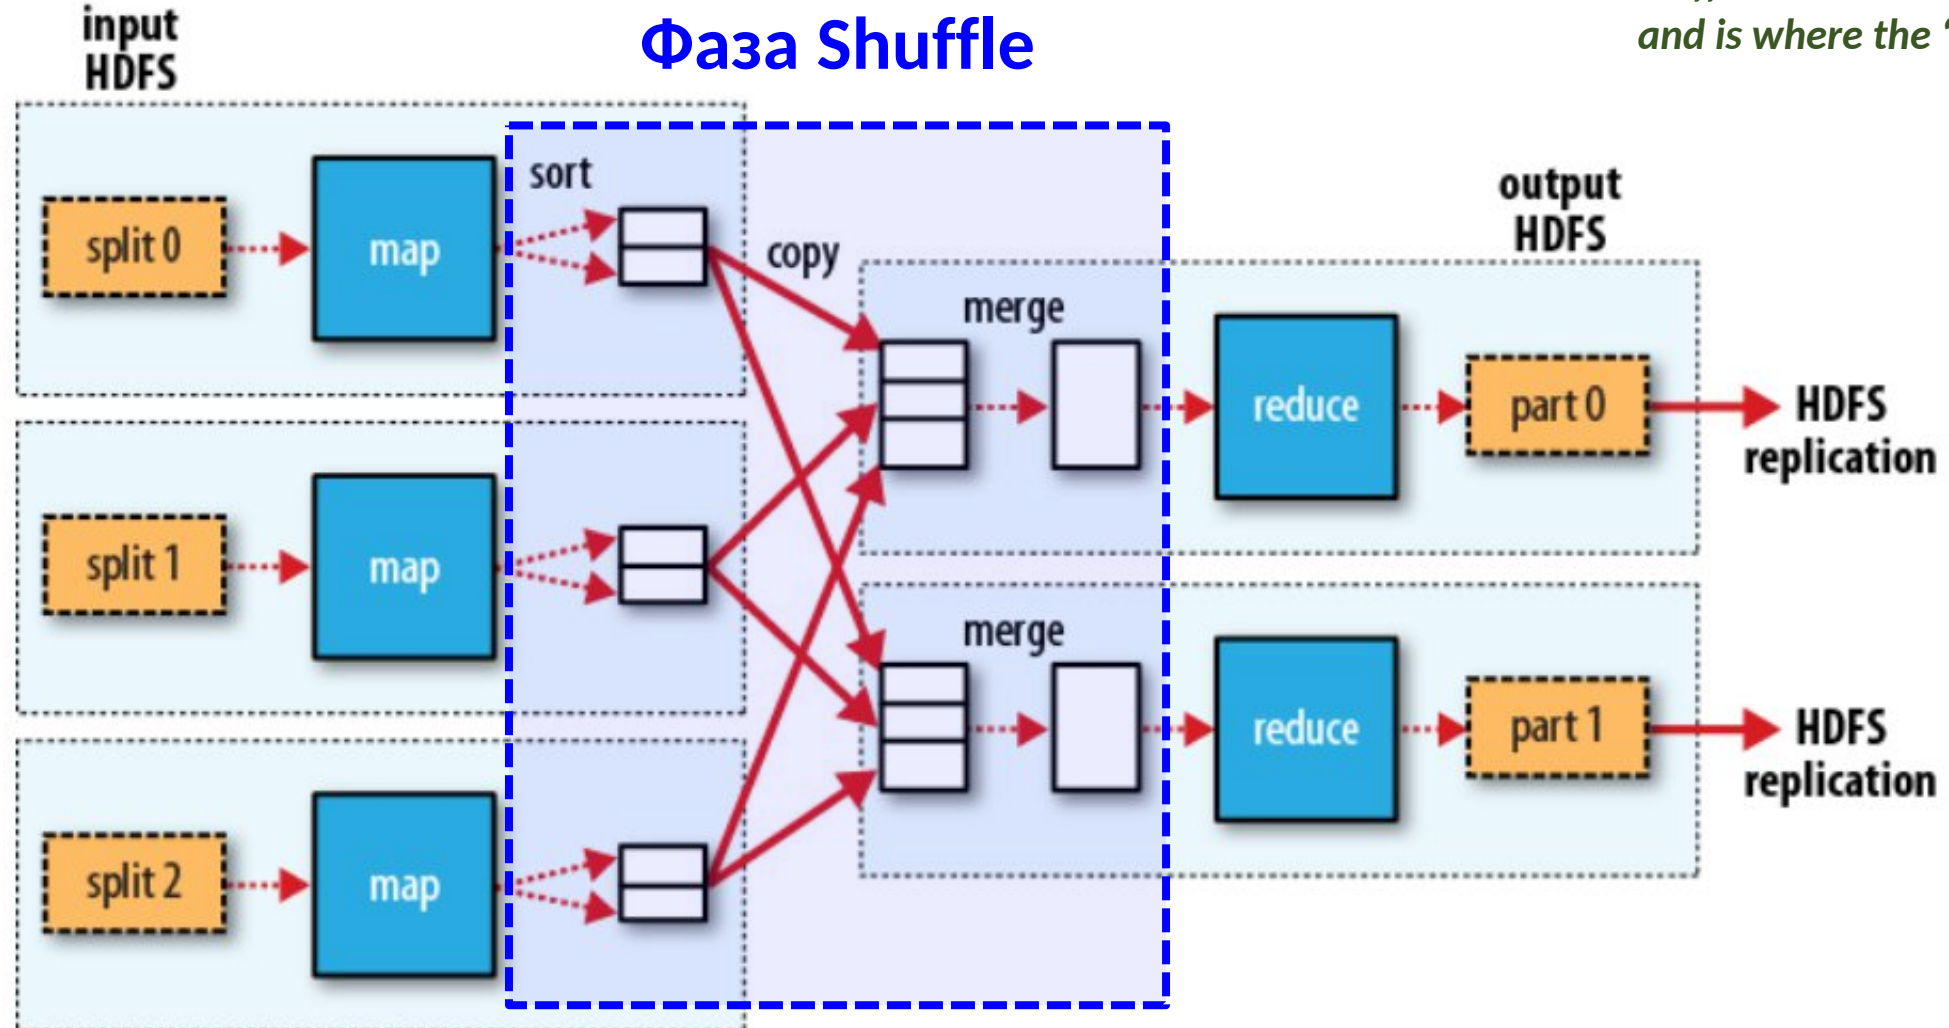 input
HDFS
Фаза Shuffle
and is where the “
sort
split 0
map
copy
output
HDFS
merge
reduce
part 0
HDFS
replication
split 1
map
merge
reduce
part 1
HDFS
replication
split 2
map